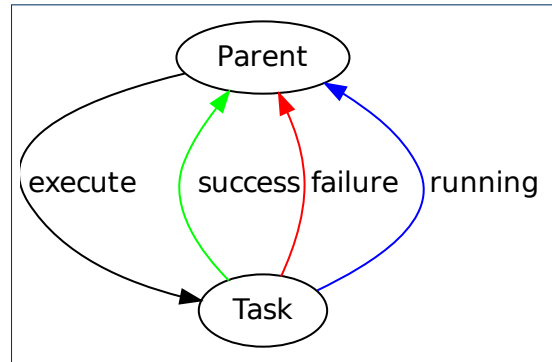 Parent
execute
success
failure
running
Task